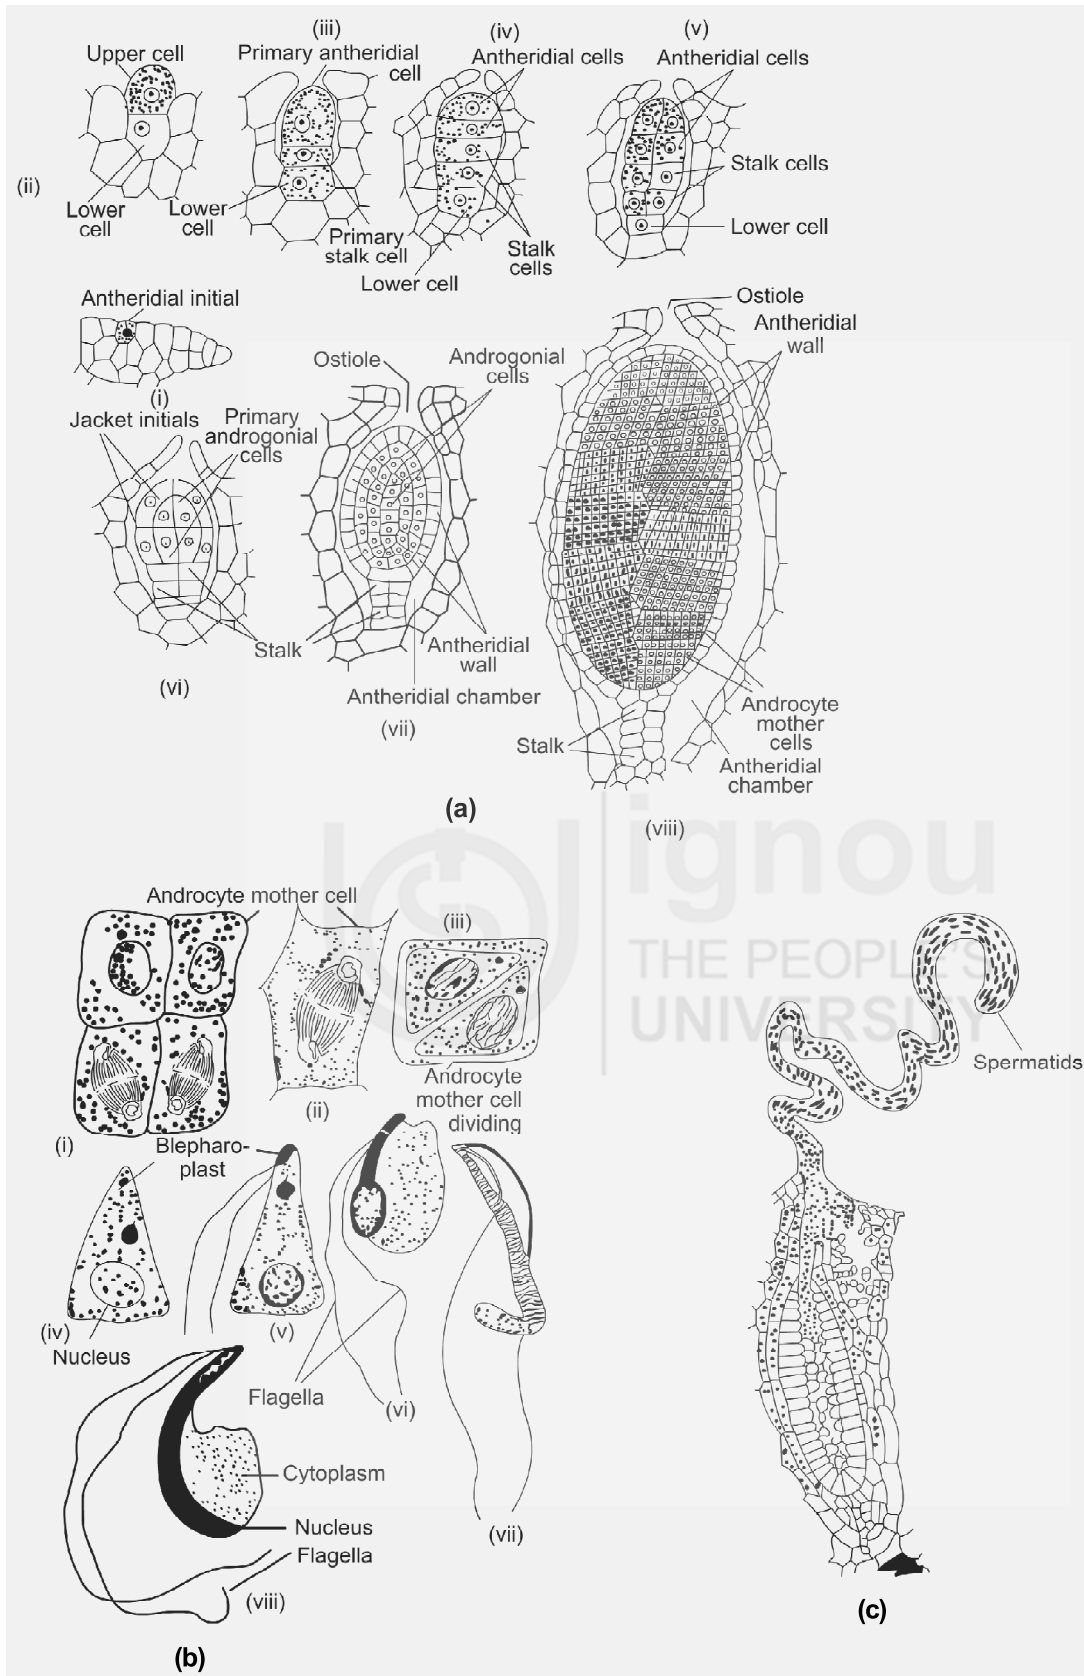 (iii)
(iv)
(v)
Upper cell
Primary antheridial
cell
Antheridial cells
Antheridial cells
(ii)
Lower
cell
Lower
cell
Primary
stalk cell
Lower cell
Stalk
cells
Stalk cells
Lower cell
Antheridial initial
(i)
Ostiole
Antheridial
wall
Ostiole
Androgonial
cells
Jacket initials
Primary
androgonial
cells
Stalk
(vi)
Antheridial
wall
Antheridial chamber
(vii)
Stalk
Androcyte
mother
cells
Antheridial
chamber
(viii)
(a)
ignou
THE PEOPLE'S
UNIVERSITY
Androcyte mother cell
(iii)
(i)
(ii)
Androcyte
mother cell
dividing
Spermatids
Blepharo-
plast
(iv)
Nucleus
(v)
Flagella
(vi)
(vii)
Cytoplasm
Nucleus
Flagella
(viii)
(b)
(c)